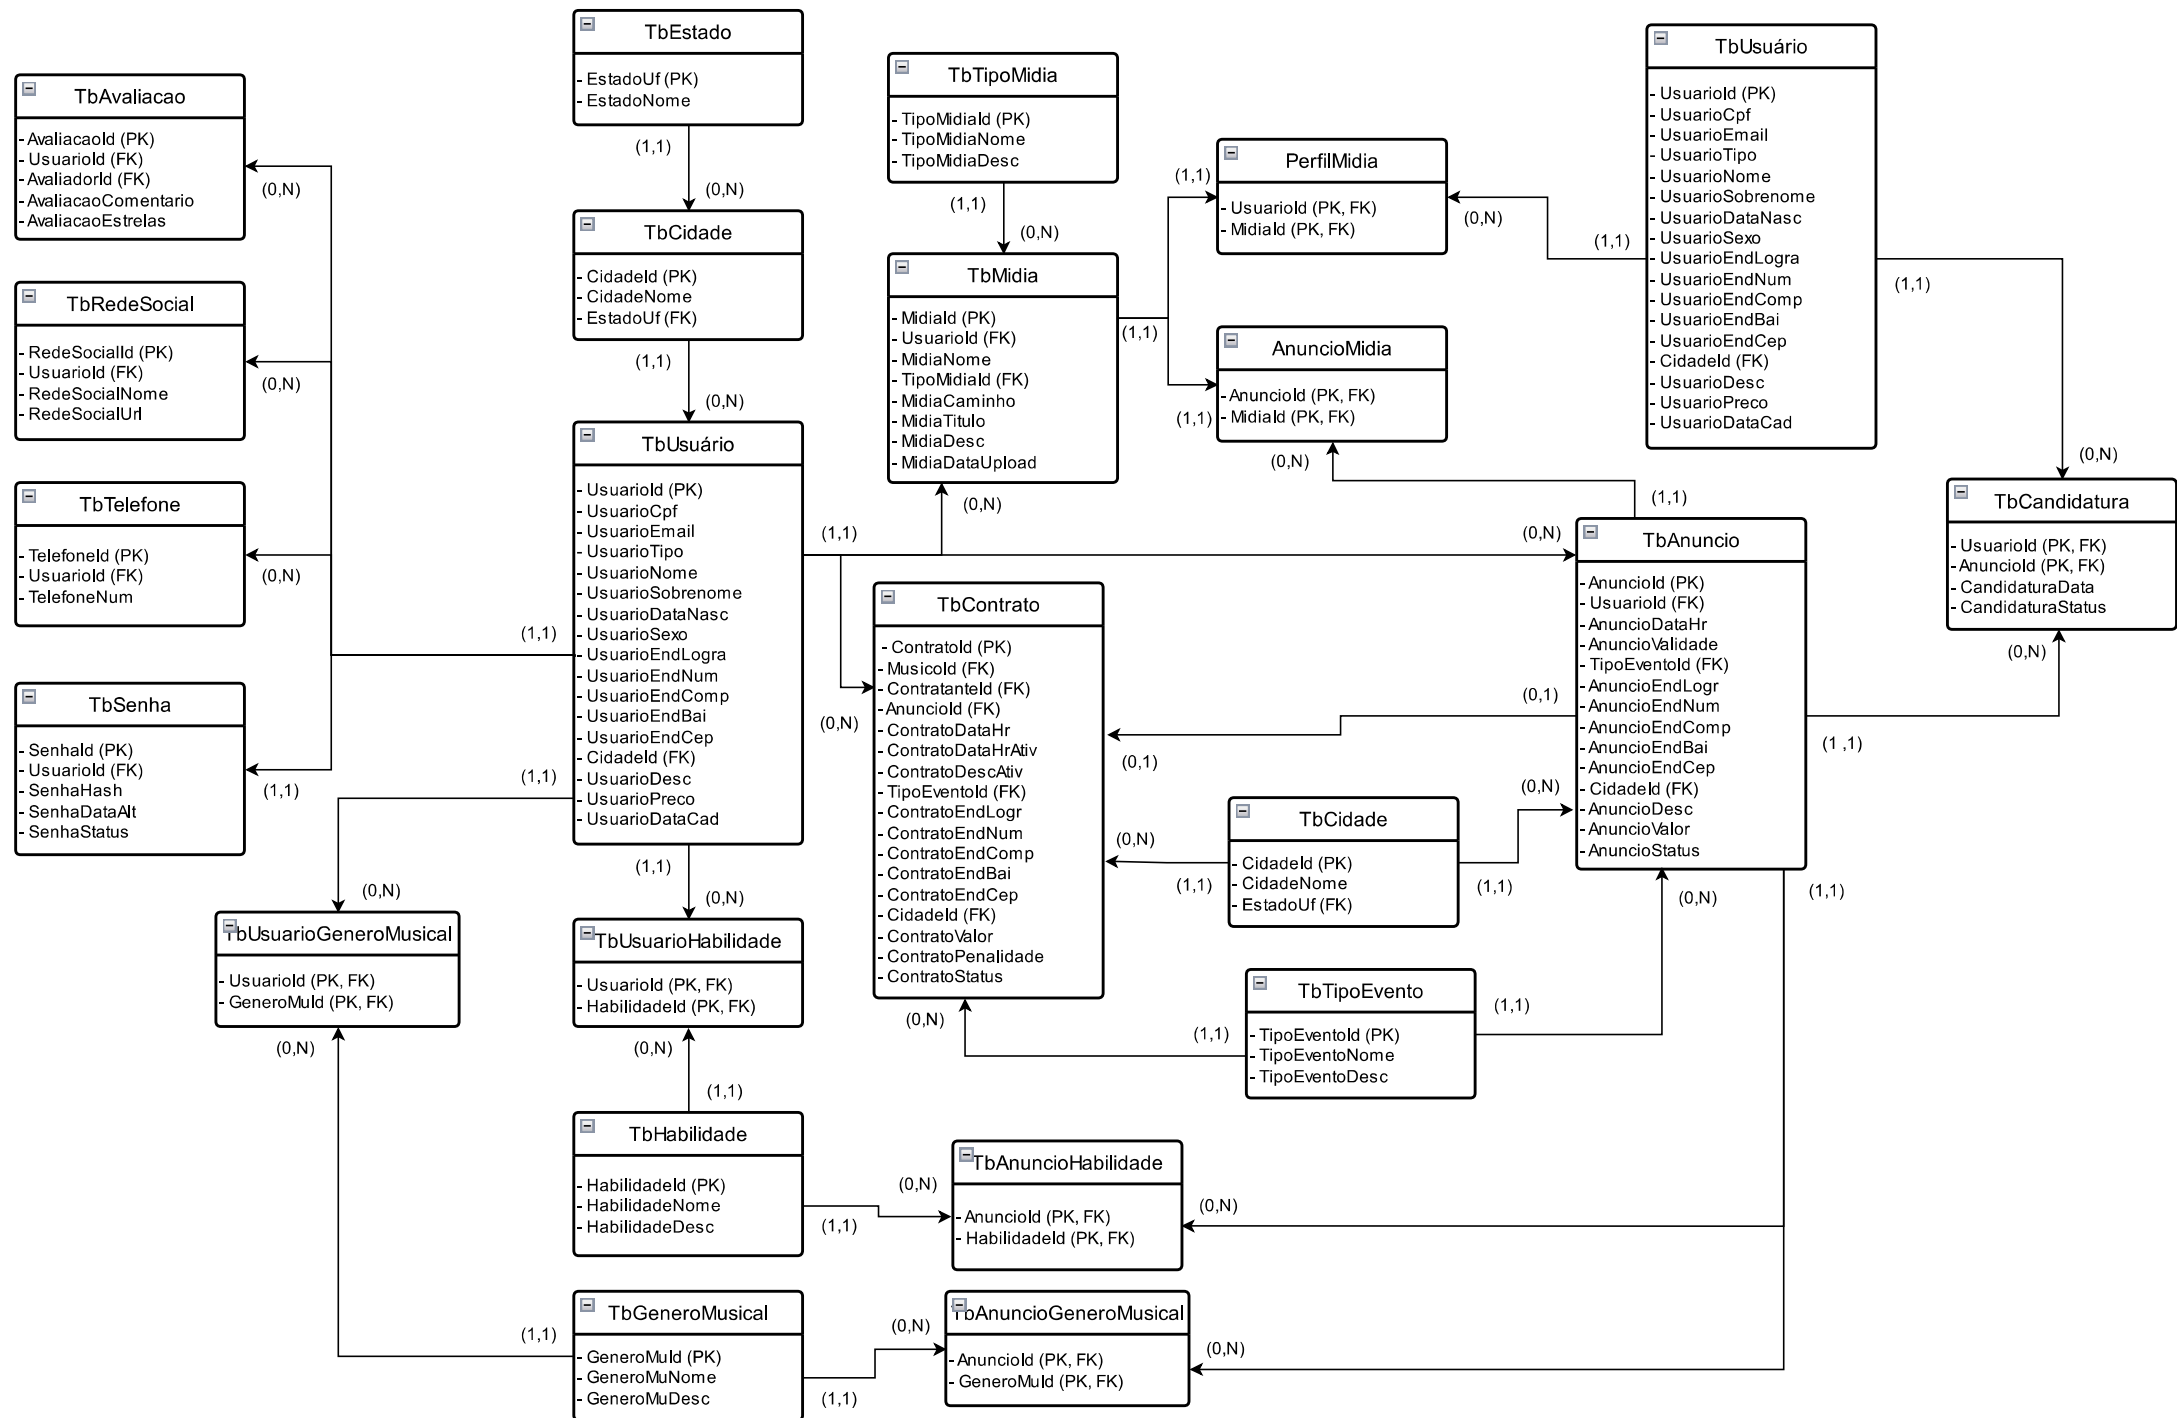 TbEstado
- EstadoUf (PK)
- EstadoNome
(1,1)
(0,N)
TbAvaliacao
- AvaliacaoId (PK)
- UsuarioId (FK)
- AvaliadorId (FK)
- AvaliacaoComentario
- AvaliacaoEstrelas
(0,N)
TbRedeSocial
- RedeSocialId (PK)
- UsuarioId (FK)
- RedeSocialNome
- RedeSocialUrl
(0,N)
TbTelefone
- TelefoneId (PK)
- UsuarioId (FK)
- TelefoneNum
(0,N)
TbSenha
- SenhaId (PK)
- UsuarioId (FK)
- SenhaHash
- SenhaDataAlt
- SenhaStatus
(1,1)
TbCidade
- CidadeId (PK)
- CidadeNome
- EstadoUf (FK)
(1,1)
(0,N)
TbUsuário
- UsuarioId (PK)
- UsuarioCpf
- UsuarioEmail
- UsuarioTipo
- UsuarioNome
- UsuarioSobrenome
- UsuarioDataNasc
- UsuarioSexo
- UsuarioEndLogra
- UsuarioEndNum
- UsuarioEndComp
- UsuarioEndBai
- UsuarioEndCep
- CidadeId (FK)
- UsuarioDesc
- UsuarioPreco
- UsuarioDataCad
(1,1)
(1,1)
(1,1)
(1,1)
(0,N)
(0,N)
TbUsuarioGeneroMusical
- UsuarioId (PK, FK)
- GeneroMuId (PK, FK)
(0,N)
TbUsuarioHabilidade
- UsuarioId (PK, FK)
- HabilidadeId (PK, FK)
(0,N)
(1,1)
TbHabilidade
- HabilidadeId (PK)
- HabilidadeNome
- HabilidadeDesc
(1,1)
(0,N)
TbGeneroMusical
- GeneroMuId (PK)
- GeneroMuNome
- GeneroMuDesc
(1,1)
(1,1)
(0,N)
TbTipoMidia
- TipoMidiaId (PK)
- TipoMidiaNome
- TipoMidiaDesc
(1,1)
(0,N)
TbMidia
- MidiaId (PK)
- UsuarioId (FK)
- MidiaNome
- TipoMidiaId (FK)
- MidiaCaminho
- MidiaTitulo
- MidiaDesc
- MidiaDataUpload
(1,1)
(0,N)
(1,1)
PerfilMidia
- UsuarioId (PK, FK)
- MidiaId (PK, FK)
(0,N)
(1,1)
AnuncioMidia
- AnuncioId (PK, FK)
- MidiaId (PK, FK)
(1,1)
(0,N)
(1,1)
TbUsuário
- UsuarioId (PK)
- UsuarioCpf
- UsuarioEmail
- UsuarioTipo
- UsuarioNome
- UsuarioSobrenome
- UsuarioDataNasc
- UsuarioSexo
- UsuarioEndLogra
- UsuarioEndNum
- UsuarioEndComp
- UsuarioEndBai
- UsuarioEndCep
- CidadeId (FK)
- UsuarioDesc
- UsuarioPreco
- UsuarioDataCad
(1,1)
(0,N)
TbCandidatura
- UsuarioId (PK, FK)
- AnuncioId (PK, FK)
- CandidaturaData
- CandidaturaStatus
(0,N)
(1,1)
(0,N)
TbAnuncio
- AnuncioId (PK)
- UsuarioId (FK)
- AnuncioDataHr
- AnuncioValidade
- TipoEventoId (FK)
- AnuncioEndLogr
- AnuncioEndNum
- AnuncioEndComp
- AnuncioEndBai
- AnuncioEndCep
- CidadeId (FK)
- AnuncioDesc
- AnuncioValor
- AnuncioStatus
(0,1)
(0,N)
(0,N)
(1,1)
TbContrato
- ContratoId (PK)
- MusicoId (FK)
- ContratanteId (FK)
- AnuncioId (FK)
- ContratoDataHr
- ContratoDataHrAtiv
- ContratoDescAtiv
- TipoEventoId (FK)
- ContratoEndLogr
- ContratoEndNum
- ContratoEndComp
- ContratoEndBai
- ContratoEndCep
- CidadeId (FK)
- ContratoValor
- ContratoPenalidade
- ContratoStatus
(0,N)
(0,1)
(0,N)
(0,N)
TbCidade
- CidadeId (PK)
- CidadeNome
- EstadoUf (FK)
(1,1)
(1,1)
TbTipoEvento
- TipoEventoId (PK)
- TipoEventoNome
- TipoEventoDesc
(1,1)
(1,1)
TbAnuncioHabilidade
- AnuncioId (PK, FK)
- HabilidadeId (PK, FK)
(0,N)
TbAnuncioGeneroMusical
- AnuncioId (PK, FK)
- GeneroMuId (PK, FK)
(0,N)